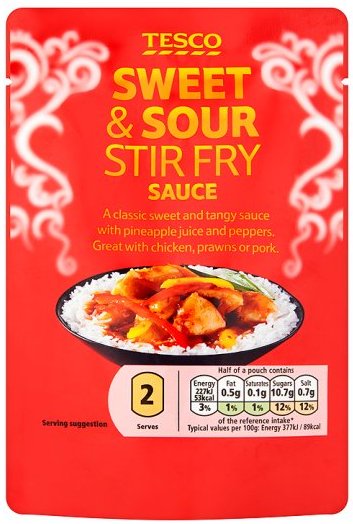 TESCO
SWEET
& SOUR
STIR FRY
SAUCE
A classic sweet and tangy sauce
with pineapple juice and peppers.
Great with chicken, prawns or pork.
Half of a pouch contains
Energy Fat Saturates Sugars Salt
227kJ
53kcal 0.5g 0.1g 10.7g 0.7g
3% 1% 1% 12% 12%
of the reference intake*
Typical values per 100g: Energy 377kJ / 89kcal
2
Serves
Serving suggestion